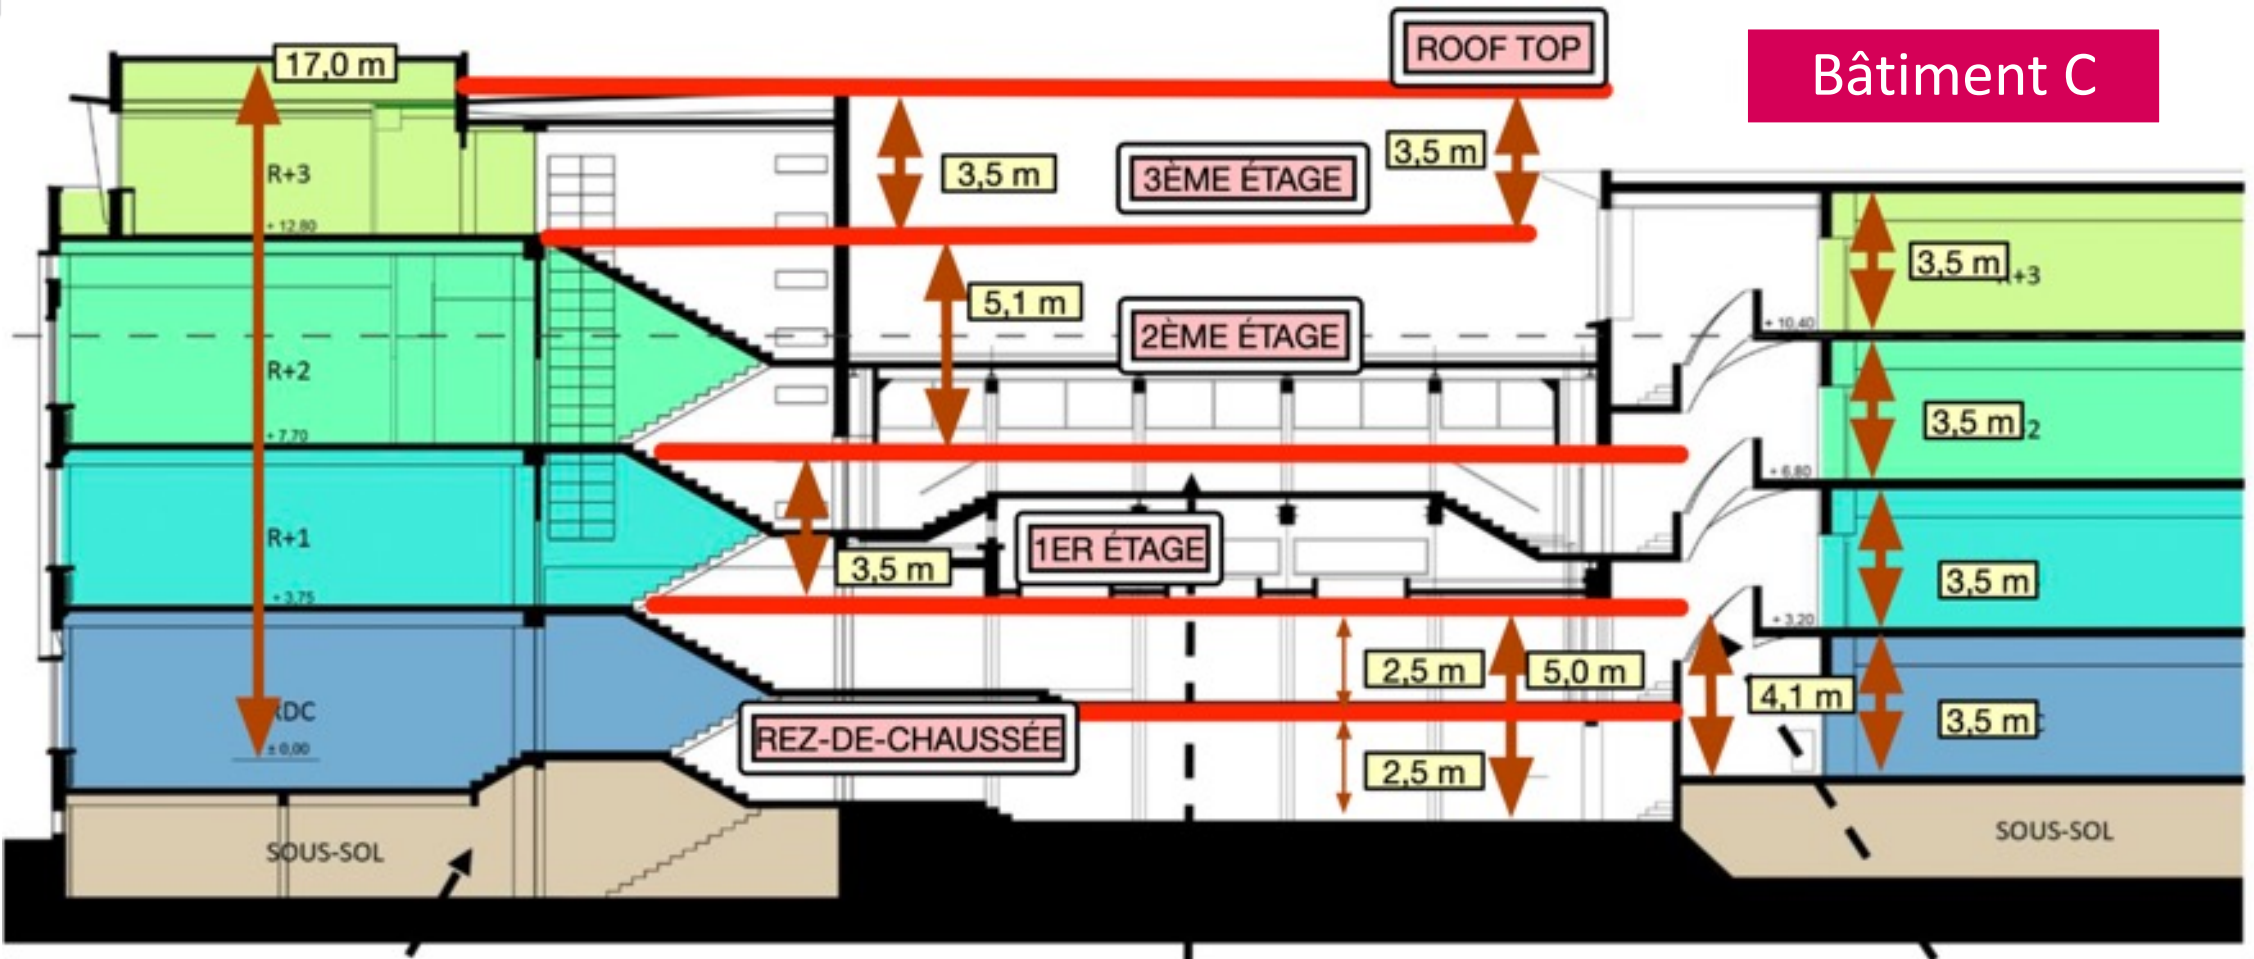 17,0 m
ROOF TOP
Bâtiment C
3,5 m
3ÈME ÉTAGE
3,5 m
R+3
+ 12,80
3,5 m
+3
5,1 m
2ÈME ÉTAGE
+ 10,40
R+2
3,5 m
2
+ 7,70
+ 6,80
R+1
1ER ÉTAGE
3,5 m
3,5 m
+ 3,75
+ 3,20
2,5 m
5,0 m
4,1 m
RDC
3,5 m
REZ-DE-CHAUSSÉE
± 0,00
2,5 m
SOUS-SOL
SOUS-SOL